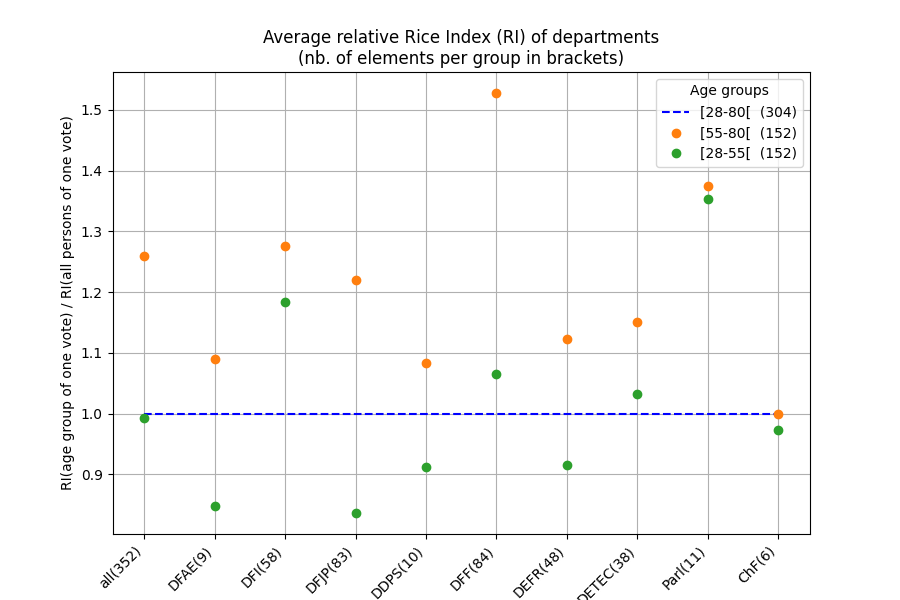 Average relative Rice Index (RI) of departments
(nb. of elements per group in brackets)
RI(age group of one vote) / RI(all persons of one vote)
1.5
1.4
1.3
1.2
1.1
1.0
0.9
Age groups
[28-80[ (304)
[55-80[ (152)
[28-55[ (152)
all(352)
DFAE(9)
DFI(58)
DFJP(83)
DDPS(10)
DFF(84)
DEFR(48)
DETEC(38)
Parl(11)
ChF(6)